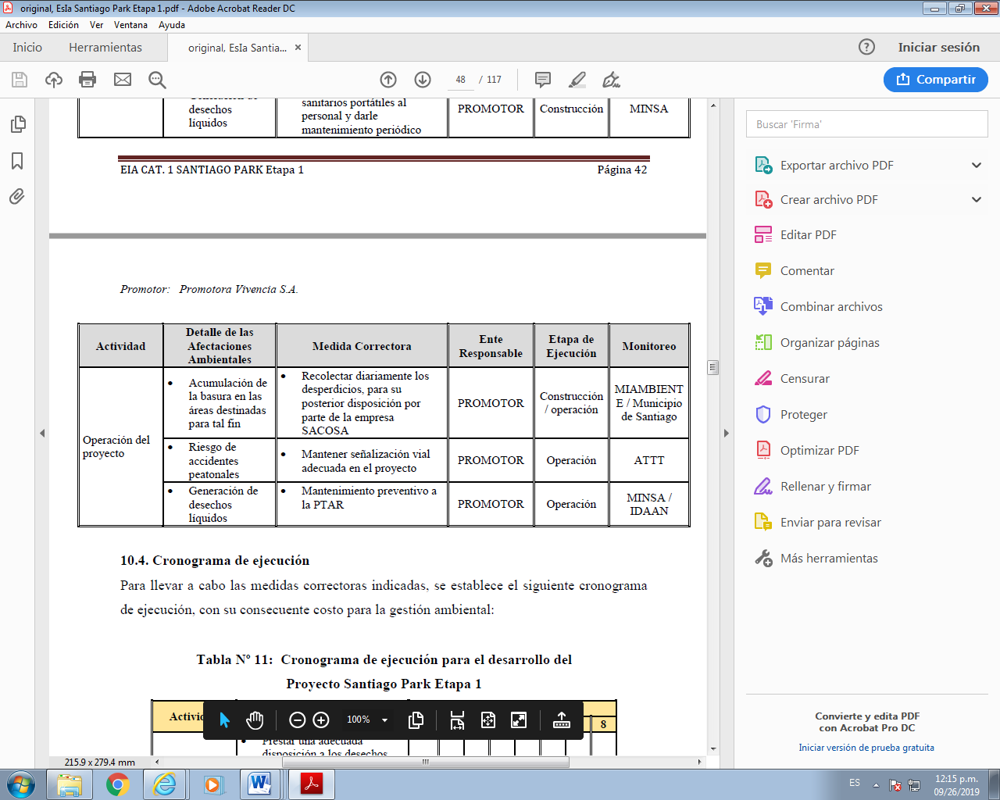 original, EsIa Santiago Park Etapa 1.pdf - Adobe Acrobat Reader DC
Archivo Edición Ver Ventana Ayuda
Inicio Herramientas original, EsIa Santia... × Iniciar sesión
48 / 117 Compartir
desechos
líquidos
sanitarios portátiles al
personal y darle
mantenimiento periódico
PROMOTOR
Construcción
MINSA
EIA CAT. 1 SANTIAGO PARK Etapa 1 Página 42
Promotor: Promotora Vivencia S.A.
Actividad
Detalle de las
Afectaciones
Ambientales
Medida Correctora
Ente
Responsable
Etapa de
Ejecución
Monitoreo
Operación del
proyecto
• Acumulación de
la basura en las
áreas destinadas
para tal fin
• Recolectar diariamente los
desperdicios, para su
posterior disposición por
parte de la empresa
SACOSA
PROMOTOR
Construcción
/ operación
MIAMBIENT
E / Municipio
de Santiago
• Riesgo de
accidentes
peatonales
• Mantener señalización vial
adecuada en el proyecto
PROMOTOR
Operación
ATTT
• Generación de
desechos
líquidos
• Mantenimiento preventivo a
la PTAR
PROMOTOR
Operación
MINSA /
IDAAN
10.4. Cronograma de ejecución
Para llevar a cabo las medidas correctoras indicadas, se establece el siguiente cronograma
de ejecución, con su consecuente costo para la gestión ambiental:
Tabla Nº 11: Cronograma de ejecución para el desarrollo del
Proyecto Santiago Park Etapa 1
Activid
8
• Prestar una adecuada
disposición a los desechos
100%
215.9 x 279.4 mm
Buscar 'Firma'
Exportar archivo PDF
Crear archivo PDF
Editar PDF
Comentar
Combinar archivos
Organizar páginas
Censurar
Proteger
Optimizar PDF
Rellenar y firmar
Enviar para revisar
Más herramientas
Convierte y edita PDF
con Acrobat Pro DC
Iniciar versión de prueba gratuita
ES
12:15 p.m.
09/26/2019